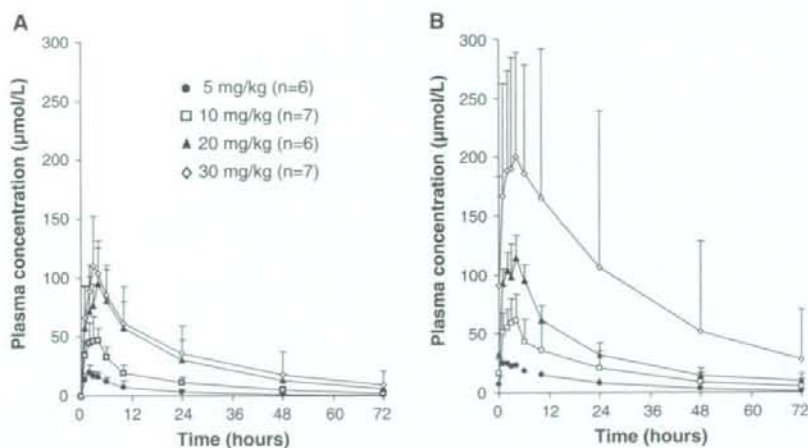 A
Plasma concentration (μmol/L)
300
250
200
150
100
50
0
5 mg/kg (n=6)
10 mg/kg (n=7)
20 mg/kg (n=6)
30 mg/kg (n=7)
0 12 24 36 48 60 72
Time (hours)
B
Plasma concentration (μmol/L)
300
250
200
150
100
50
0
0 12 24 36 48 60 72
Time (hours)